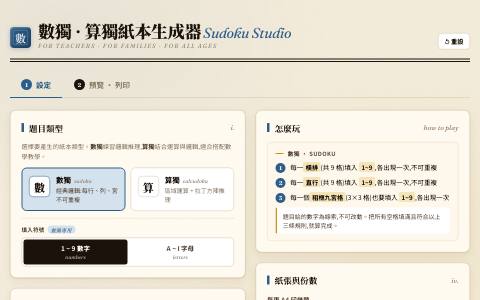 數
數獨・算獨紙本生成器 Sudoku Studio
FOR TEACHERS · FOR FAMILIES · FOR ALL AGES
重設
1 設定
2 預覽・列印
題目類型
i.
選擇要產生的紙本題型。數獨練習邏輯推理,算獨結合運算與邏輯,適合搭配數
學教學。
數
數獨 sudoku
經典邏輯:每行、列、宮
不可重複
算
算獨 calcudoku
區域運算+拉丁方陣推
理
填入符號 數獨專用
1–9 數字
numbers
A–I 字母
letters
怎麼玩
how to play
數獨・SUDOKU
1 每一 橫排 (共 9 格)填入 1~9 ,各出現一次,不可重複
2 每一 直行 (共 9 格)填入 1~9 ,各出現一次,不可重複
3 每一個 粗框九宮格 (3×3 格)也要填入 1~9 ,各出現一次
題目給的數字為線索,不可改動。把所有空格填滿且符合以上
三條規則,就算完成。
紙張與份數
iv.